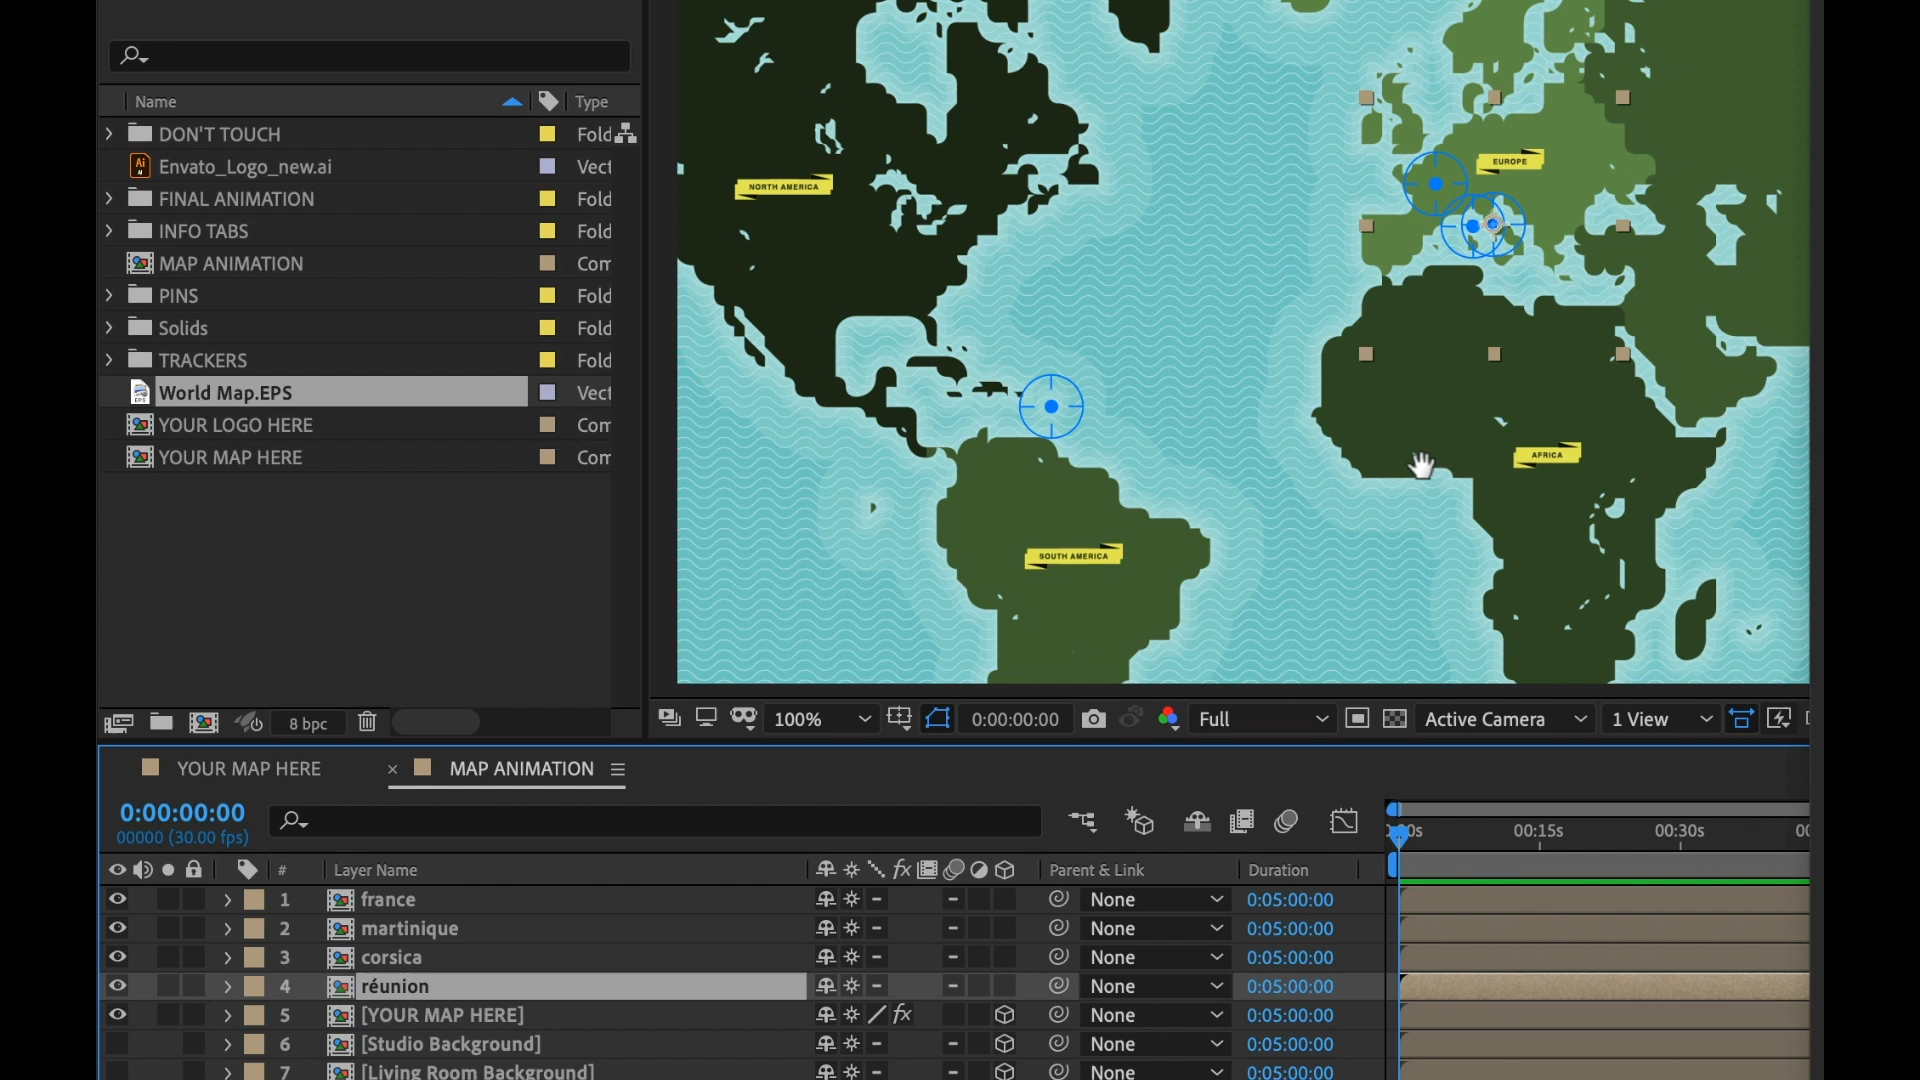 Name Type
DON'T TOUCH Fold
Envato_Logo_new.ai Vect
FINAL ANIMATION Fold
INFO TABS Fold
MAP ANIMATION Com
PINS Fold
Solids Fold
TRACKERS Fold
World Map.EPS Vect
YOUR LOGO HERE Com
YOUR MAP HERE Com
8 bpc
NORTH AMERICA
EUROPE
AFRICA
SOUTH AMERICA
100% 0:00:00:00 Full Active Camera 1 View
YOUR MAP HERE × MAP ANIMATION
0:00:00:00
00000 (30.00 fps)
00s 00:15s 00:30s 00
# Layer Name fx Parent & Link Duration
1 france None 0:05:00:00
2 martinique None 0:05:00:00
3 corsica None 0:05:00:00
4 réunion None 0:05:00:00
5 [YOUR MAP HERE] fx None 0:05:00:00
6 [Studio Background] None 0:05:00:00
7 [Living Room Background] None 0:05:00:00